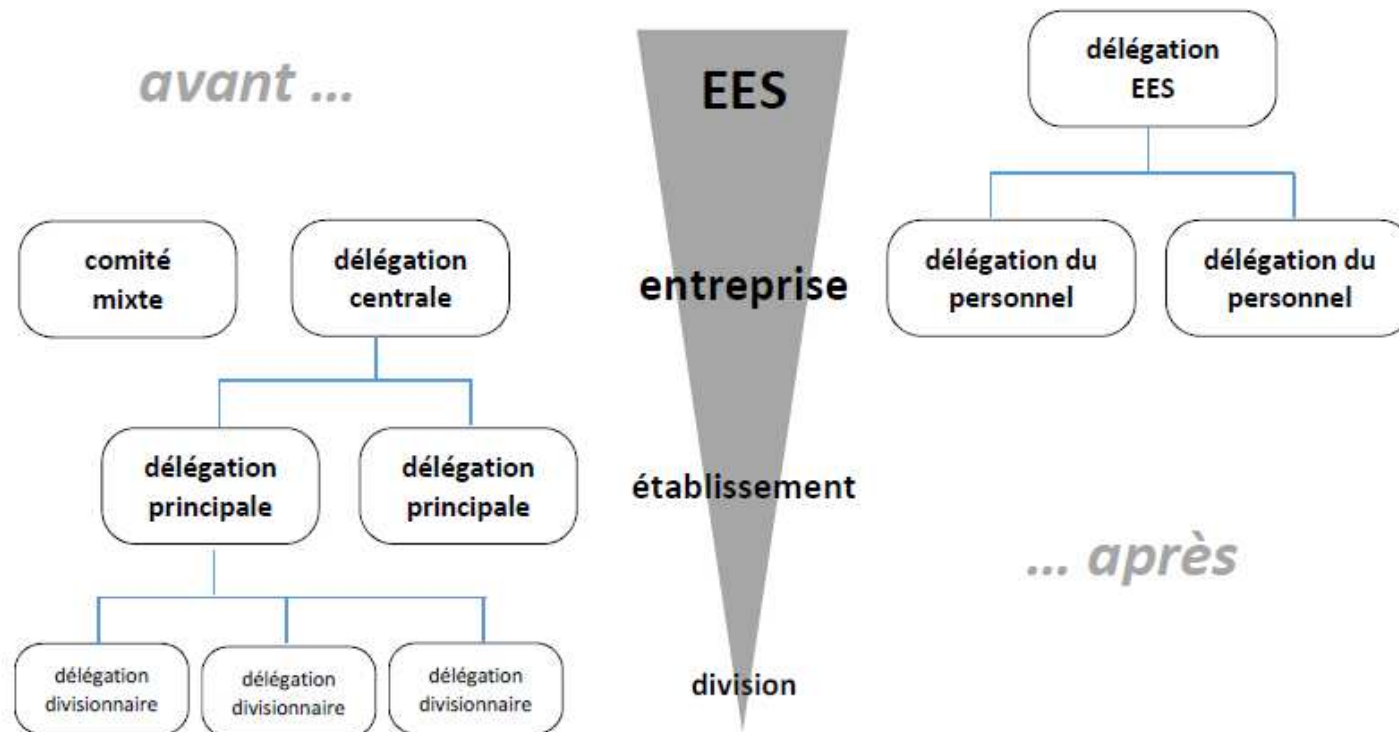 avant ...
EES
délégation
EES
comité
mixte
délégation
centrale
entreprise
délégation du
personnel
délégation du
personnel
délégation
principale
délégation
principale
établissement
... après
délégation
divisionnaire
délégation
divisionnaire
délégation
divisionnaire
division